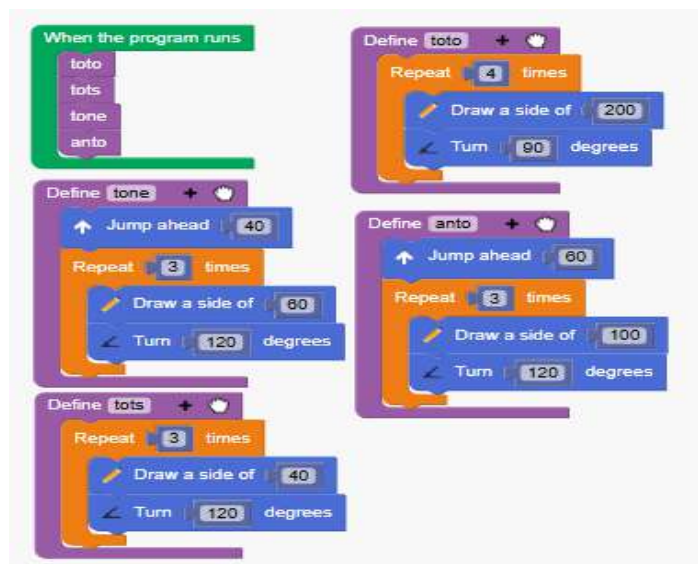 When the program runs
toto
tots
tone
anto
Define toto +
Repeat 4 times
Draw a side of 200
Turn 90 degrees
Define tone +
Jump ahead 40
Repeat 3 times
Draw a side of 60
Turn 120 degrees
Define anto +
Jump ahead 60
Repeat 3 times
Draw a side of 100
Turn 120 degrees
Define tots +
Repeat 3 times
Draw a side of 40
Turn 120 degrees